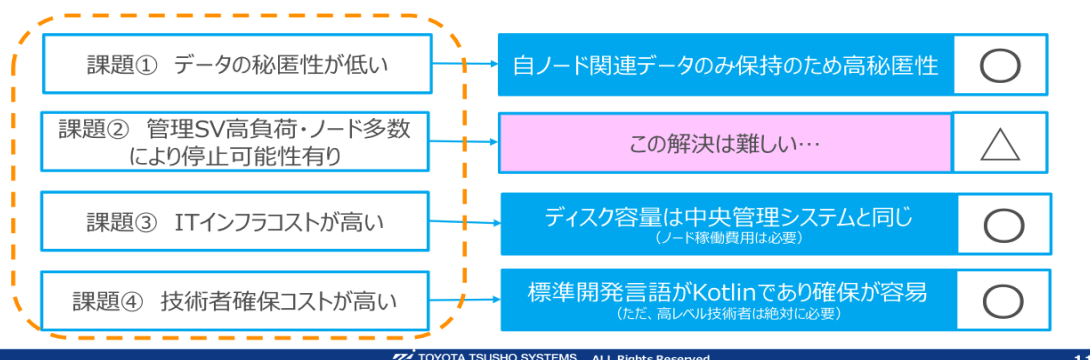 課題① データの秘匿性が低い
自ノード関連データのみ保持のため高秘匿性
〇
課題② 管理SV高負荷・ノード多数
により停止可能性有り
この解決は難しい…
△
課題③ ITインフラコストが高い
ディスク容量は中央管理システムと同じ
（ノード稼働費用は必要）
〇
課題④ 技術者確保コストが高い
標準開発言語がKotlinであり確保が容易
（ただ、高レベル技術者は絶対に必要）
〇
TOYOTA TSUSHO SYSTEMS ALL Rights Reserved